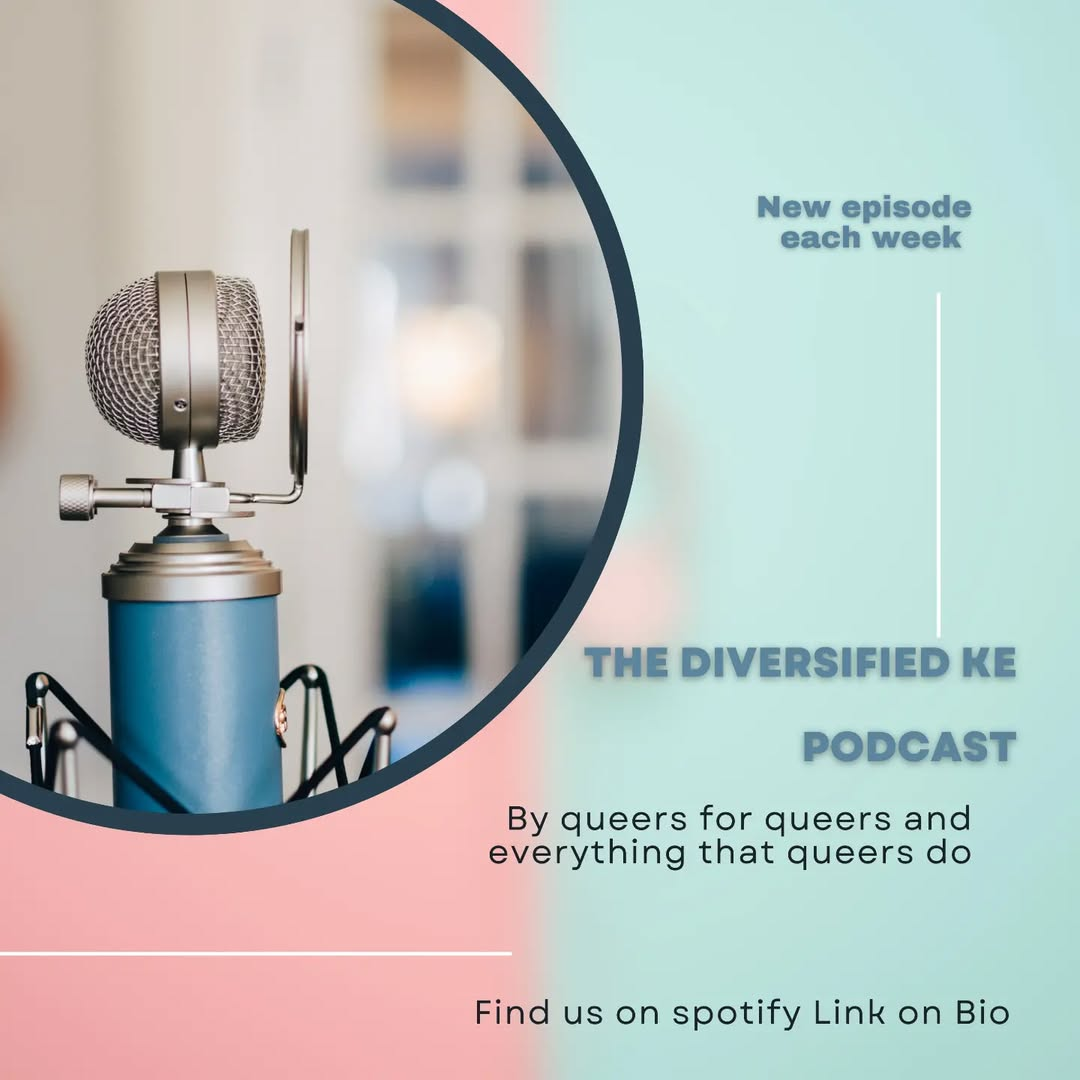 New episode
each week
THE DIVERSIFIED KE
PODCAST
By queers for queers and
everything that queers do
Find us on spotify Link on Bio